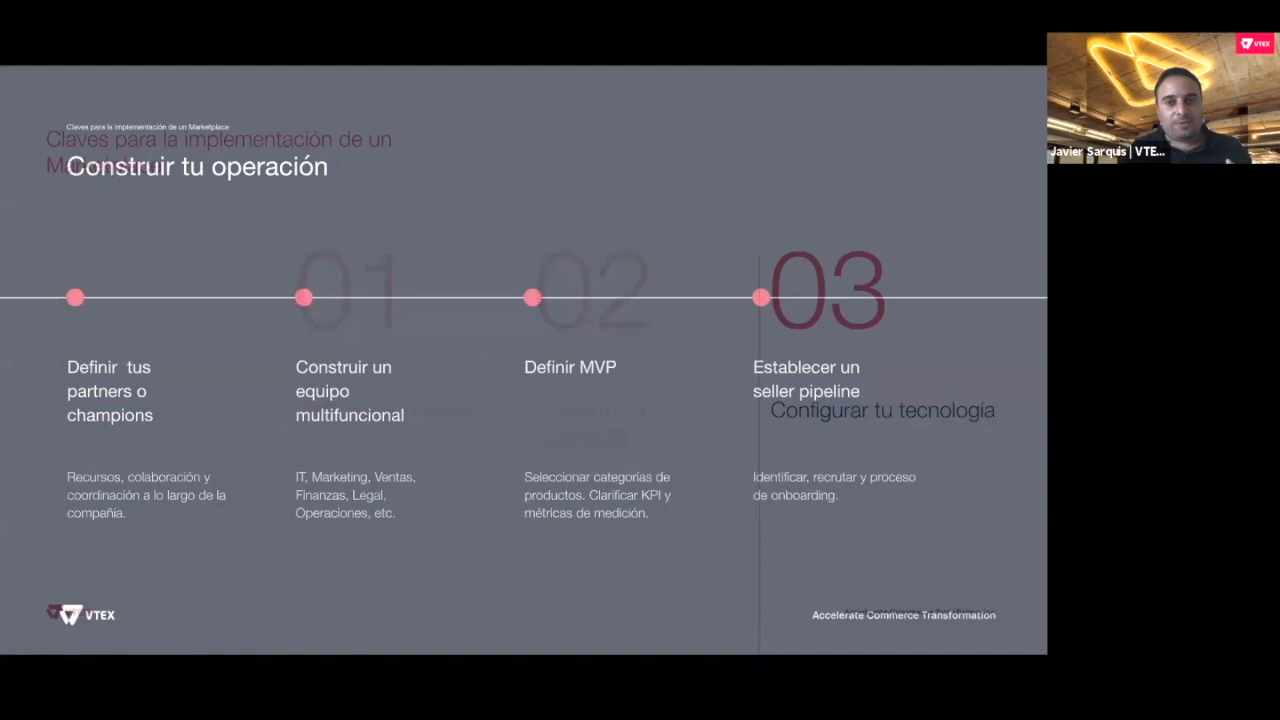 Claves para la implementación de un Marketplace
Claves para la implementación de un
Construir tu operación
01
02
03
Definir tus
partners o
champions
Construir un
equipo
multifuncional
Definir MVP
Establecer un
seller pipeline
Configurar tu tecnología
Recursos, colaboración y
coordinación a lo largo de la
compañía.
IT, Marketing, Ventas,
Finanzas, Legal,
Operaciones, etc.
Seleccionar categorías de
productos. Clarificar KPI y
métricas de medición.
Identificar, recrutar y proceso
de onboarding.
VTEX
Accelerate Commerce Transformation
VTEX
Javier Sarquis | VTE...